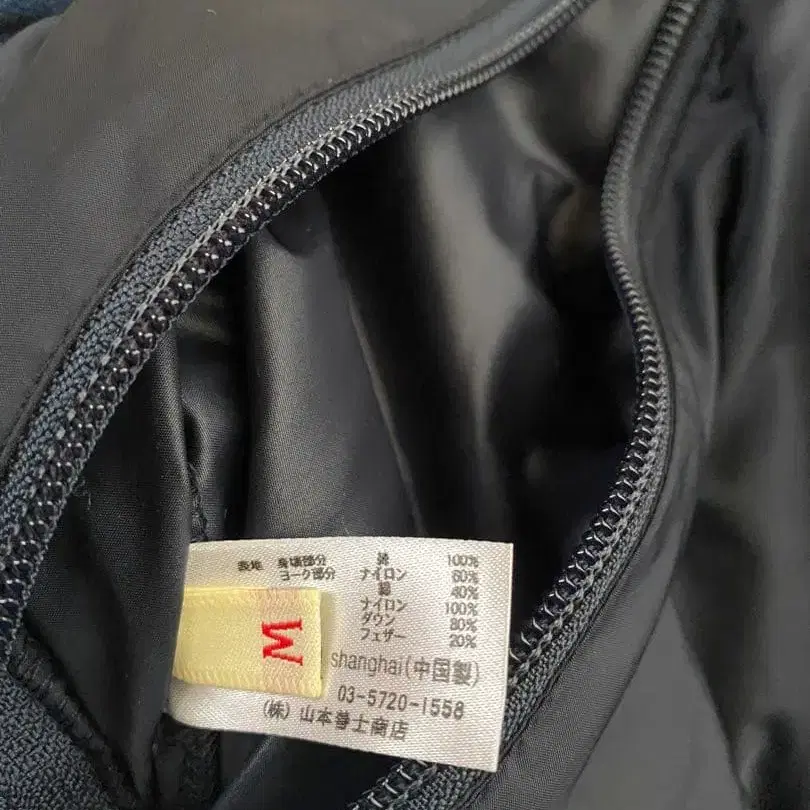 表地 身頃部分 綿 100%
ヨーク部分 ナイロン 60%
綿 40%
ナイロン 100%
ダウン 80%
フェザー 20%
M
shanghai(中国製)
03-5720-1558
(株) 山本善士商店